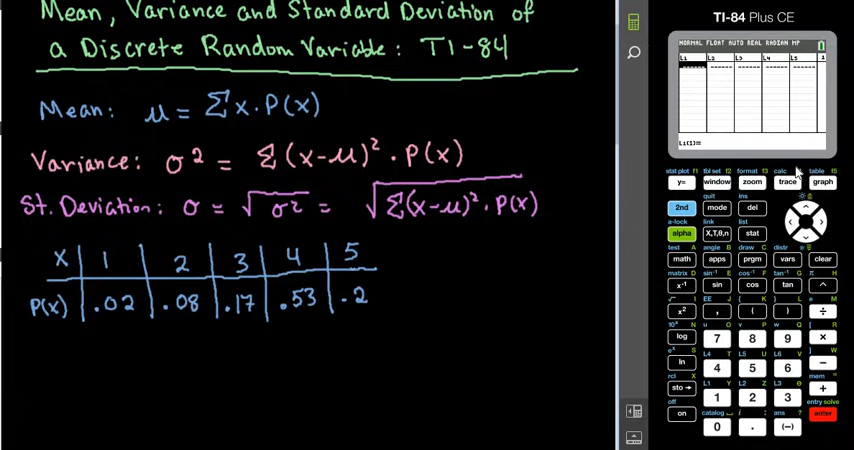 Mean, Variance and Standard Deviation of
a Discrete Random Variable: TI-84
Mean: μ = Σx·P(x)
Variance: σ² = Σ(x-μ)²·P(x)
St. Deviation: σ = √σ² = √Σ(x-μ)²·P(x)
X 1 2 3 4 5
P(x) .02 .08 .17 .53 .2
TI-84 Plus CE
NORMAL FLOAT AUTO REAL RADIAN MP
L1 L2 L3 L4 L5 1
L1(1)=
stat plot f1 tbl set f2 format f3 calc table f5
y= window zoom trace graph
quit ins
2nd mode del
a-lock link list
alpha X,T,θ,n stat
test A angle B draw C distr
math apps prgm vars clear
matrix D sin⁻¹ E cos⁻¹ F tan⁻¹ G π H
x⁻¹ sin cos tan ^
√ I EE J { K } L e M
x² , ( ) ÷
10ˣ N u O v P w Q [ R
log 7 8 9 ×
eˣ S L4 T L5 U L6 V ] W
ln 4 5 6 −
rcl X L1 Y L2 Z L3 θ mem "
sto→ 1 2 3 +
off catalog ⎵ i : ans ? entry solve
on 0 . (−) enter